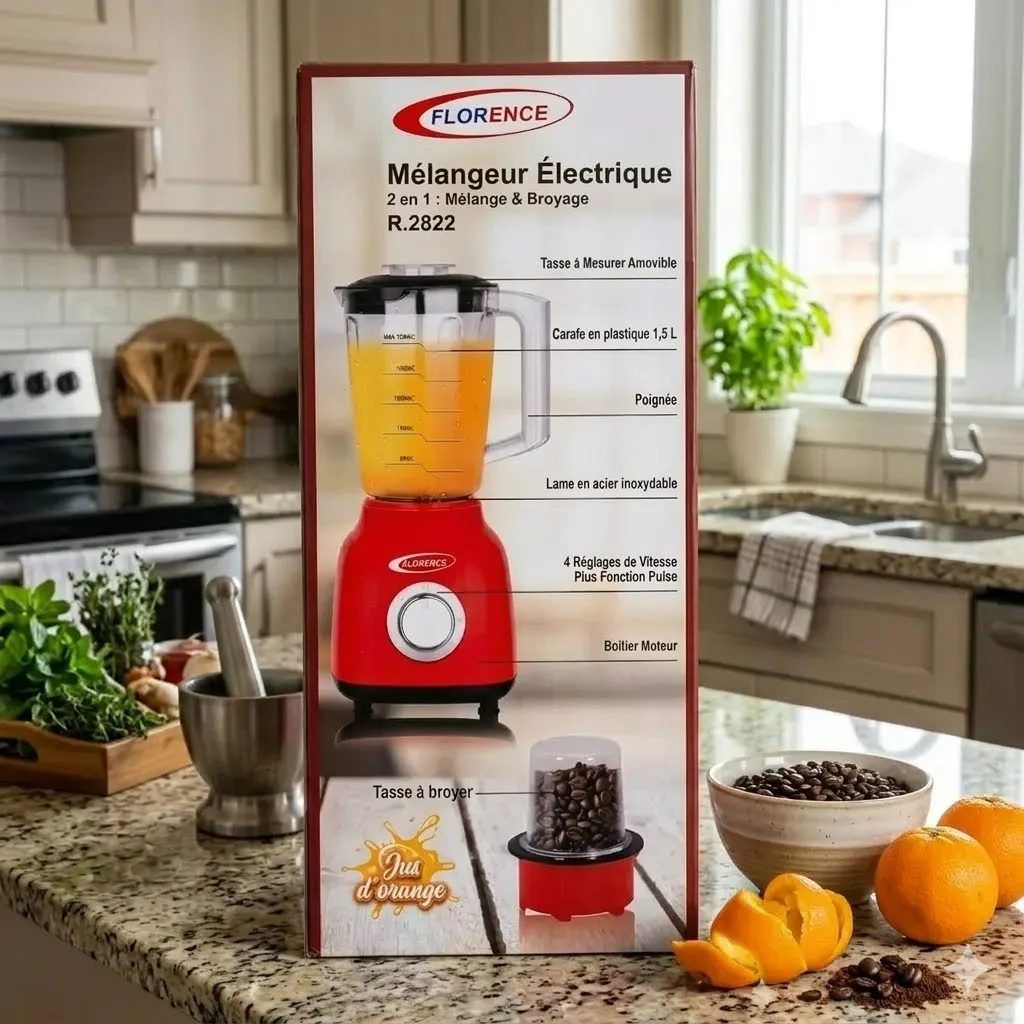 FLORENCE
Mélangeur Électrique
2 en 1 : Mélange & Broyage
R.2822
Tasse á Mesurer Amovible
Carafe en plastique 1,5 L
Poignée
Lame en acier inoxydable
4 Réglages de Vitesse
Plus Fonction Pulse
Boitier Moteur
Tasse à broyer
Jus
d'orange